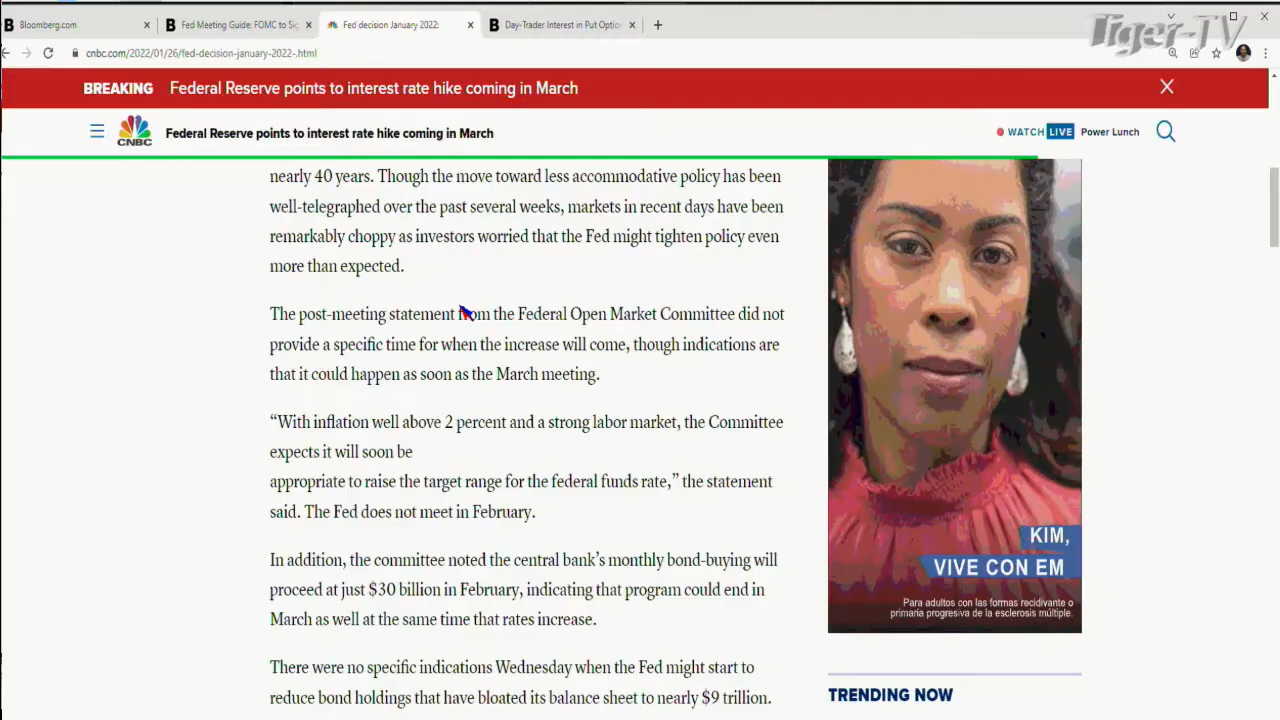 Bloomberg.com
Fed Meeting Guide: FOMC to Sig
Fed decision January 2022:
Day-Trader Interest in Put Option
Tiger-TV
cnbc.com/2022/01/26/fed-decision-january-2022-.html
BREAKING Federal Reserve points to interest rate hike coming in March
CNBC
Federal Reserve points to interest rate hike coming in March
WATCH LIVE Power Lunch
nearly 40 years. Though the move toward less accommodative policy has been
well-telegraphed over the past several weeks, markets in recent days have been
remarkably choppy as investors worried that the Fed might tighten policy even
more than expected.
The post-meeting statement from the Federal Open Market Committee did not
provide a specific time for when the increase will come, though indications are
that it could happen as soon as the March meeting.
“With inflation well above 2 percent and a strong labor market, the Committee
expects it will soon be
appropriate to raise the target range for the federal funds rate,” the statement
said. The Fed does not meet in February.
In addition, the committee noted the central bank’s monthly bond-buying will
proceed at just $30 billion in February, indicating that program could end in
March as well at the same time that rates increase.
There were no specific indications Wednesday when the Fed might start to
reduce bond holdings that have bloated its balance sheet to nearly $9 trillion.
KIM,
VIVE CON EM
Para adultos con las formas recidivante o
primaria progresiva de la esclerosis múltiple.
TRENDING NOW